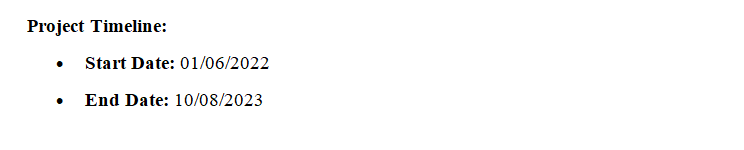 Project Timeline:
• Start Date: 01/06/2022
• End Date: 10/08/2023